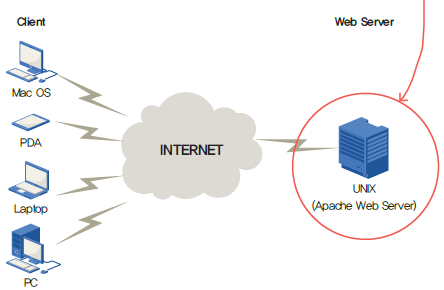 Client
Web Server
Mac OS
PDA
INTERNET
Laptop
UNIX
(Apache Web Server)
PC